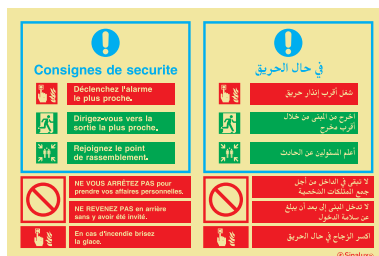 Consignes de securite
Déclenchez l'alarme
le plus proche.
Dirigez-vous vers la
sortie la plus proche.
Rejoignez le point
de rassemblement.
NE VOUS ARRÊTEZ PAS pour
prendre vos affaires personnelles.
NE REVENEZ PAS en arrière
sans y avoir été invité.
En cas d'incendie brisez
la glace.
في حال الحريق
شغل أقرب إنذار حريق
اخرج من المبنى من خلال
أقرب مخرج
أعلم المسئولين عن الحادث
لا تبقى في الداخل من أجل
جمع الممتلكات الشخصية
لا تدخل المبنى إلى بعد أن يبلغ
عن سلامة الدخول
اكسر الزجاج في حال الحريق